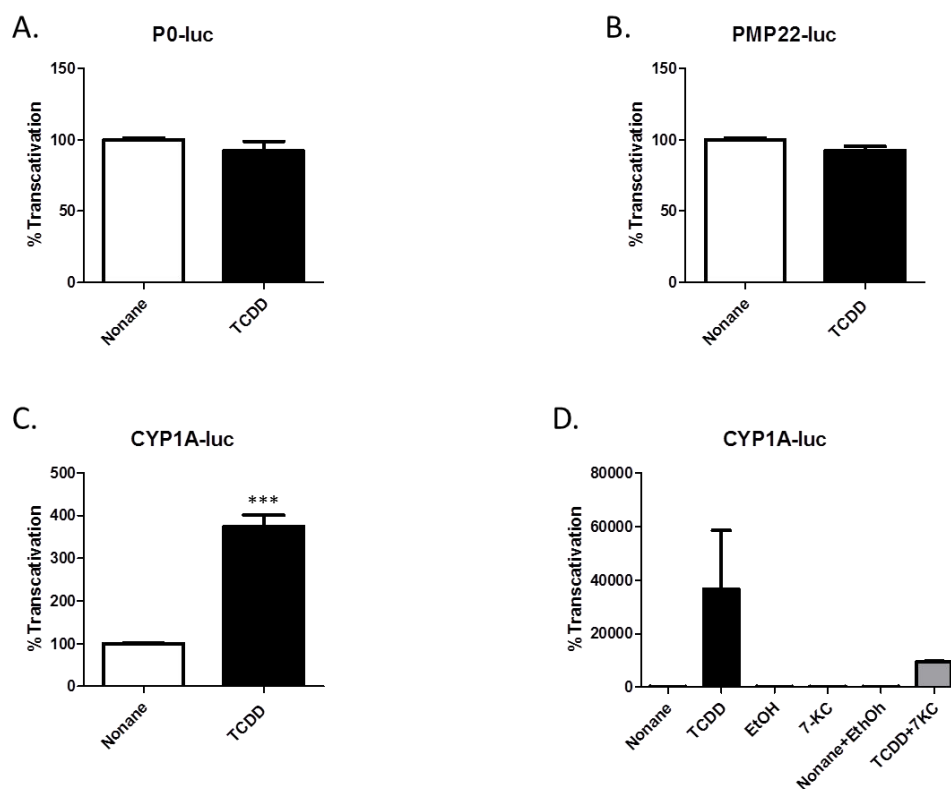 A.
P0-luc
% Transcativation
150
100
50
0
Nonane
TCDD
B.
PMP22-luc
% Transcativation
150
100
50
0
Nonane
TCDD
C.
CYP1A-luc
% Transcativation
500
400
300
200
100
0
***
Nonane
TCDD
D.
CYP1A-luc
% Transcativation
80000
60000
40000
20000
0
Nonane
TCDD
EtOH
7-KC
Nonane+EthOh
TCDD+7KC